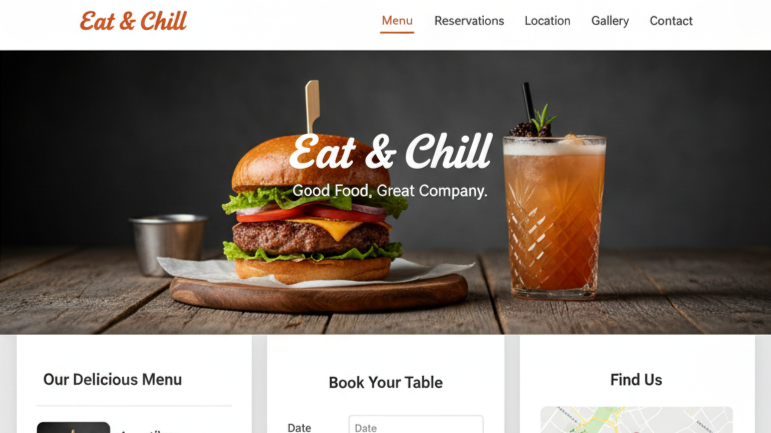 Eat & Chill
Menu Reservations Location Gallery Contact
Eat & Chill
Good Food, Great Company.
Our Delicious Menu
Book Your Table
Find Us
Date
Date